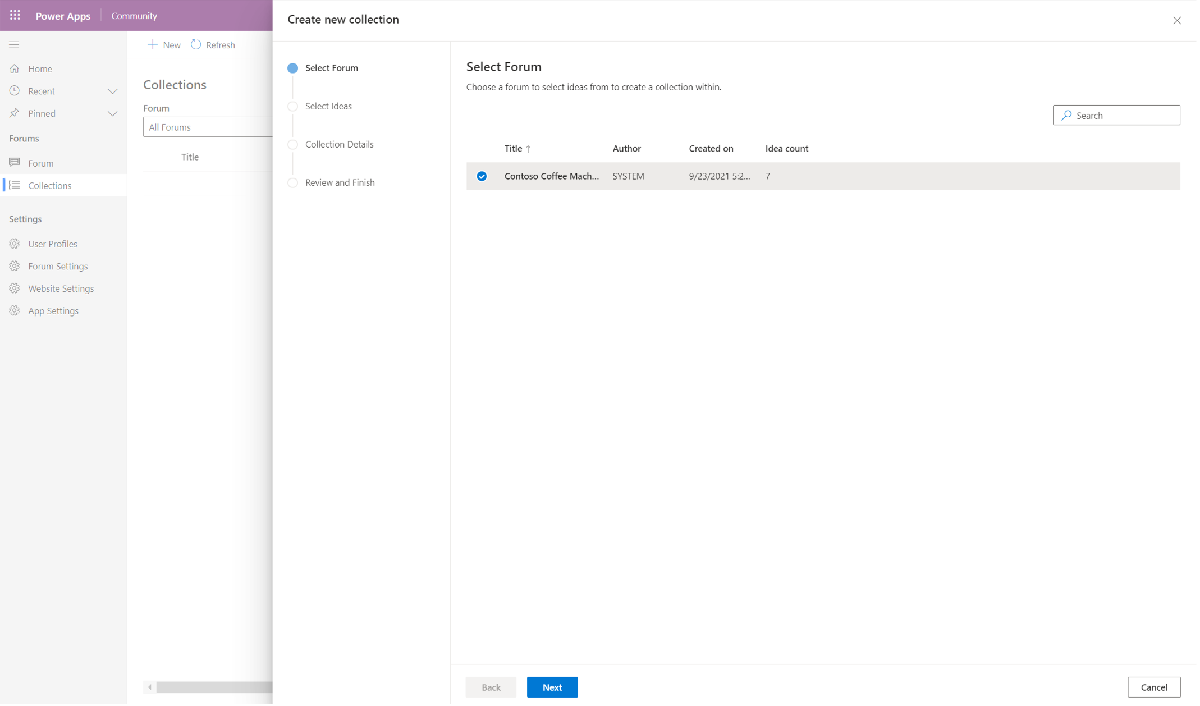 Power Apps
Community
Create new collection
New
Refresh
Home
Recent
Pinned
Forums
Forum
Collections
Settings
User Profiles
Forum Settings
Website Settings
App Settings
Collections
Forum
All Forums
Title
Select Forum
Select Ideas
Collection Details
Review and Finish
Select Forum
Choose a forum to select ideas from to create a collection within.
Search
Title ↑ Author Created on Idea count
Contoso Coffee Mach... SYSTEM 9/23/2021 5:2... 7
Back
Next
Cancel